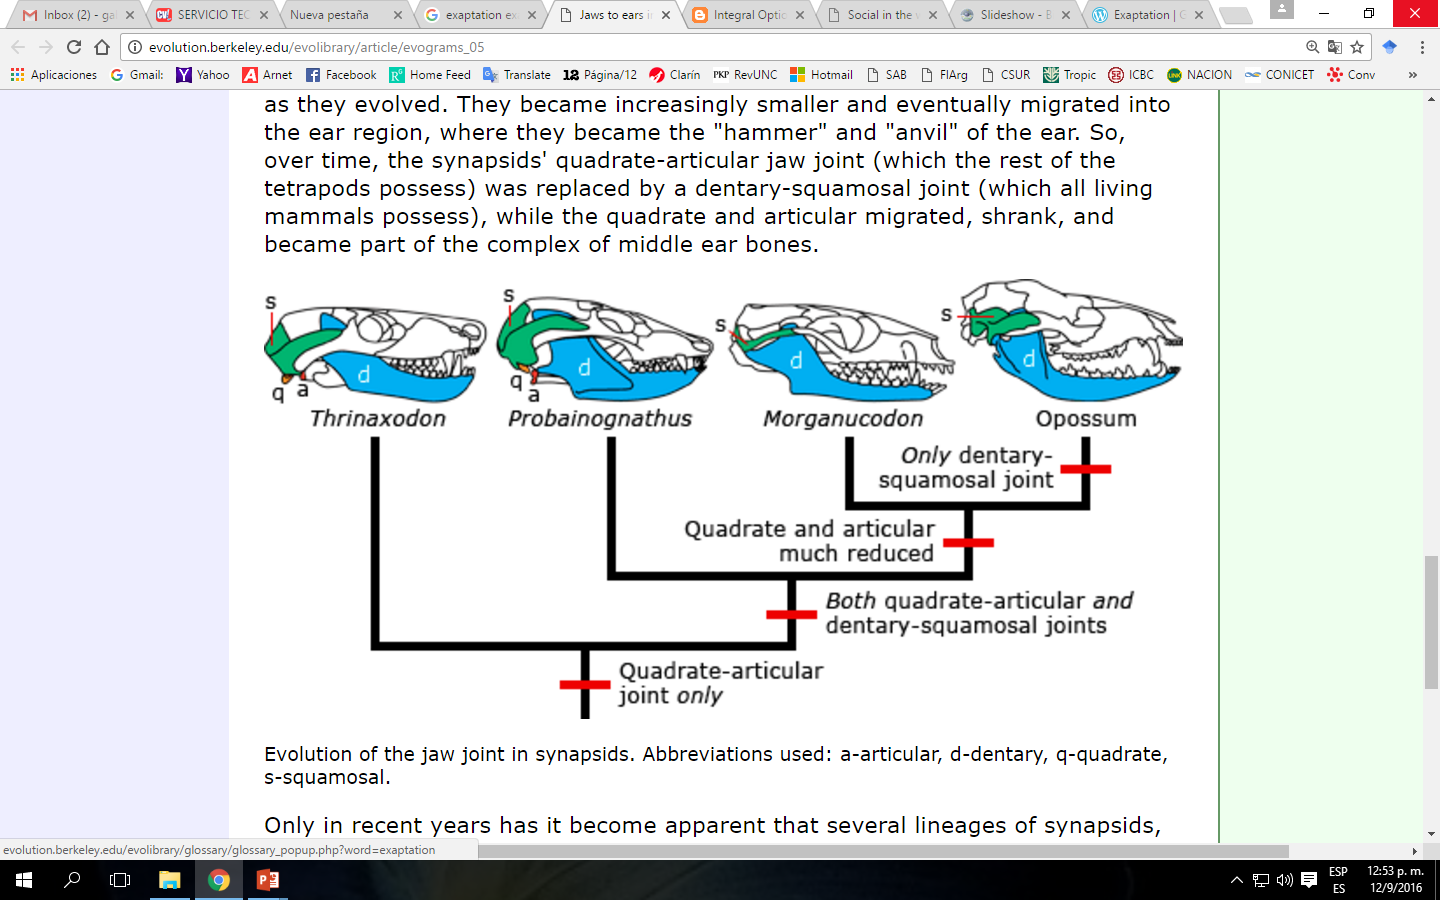 Inbox (2) - ga
SERVICIO TEC
Nueva pestaña
exaptation ex
Jaws to ears i
Integral Optio
Social in the
Slideshow - B
Exaptation | G
evolution.berkeley.edu/evolibrary/article/evograms_05
Aplicaciones
Gmail:
Yahoo
Arnet
Facebook
Home Feed
Translate
12 Página/12
Clarín
PKP RevUNC
Hotmail
SAB
FIArg
CSUR
Tropic
ICBC
NACION
CONICET
Conv
»
as they evolved. They became increasingly smaller and eventually migrated into
the ear region, where they became the "hammer" and "anvil" of the ear. So,
over time, the synapsids' quadrate-articular jaw joint (which the rest of the
tetrapods possess) was replaced by a dentary-squamosal joint (which all living
mammals possess), while the quadrate and articular migrated, shrank, and
became part of the complex of middle ear bones.
s
d
q
a
Thrinaxodon
s
d
q
a
Probainognathus
s
d
Morganucodon
s
d
Opossum
Only dentary-
squamosal joint
Quadrate and articular
much reduced
Both quadrate-articular and
dentary-squamosal joints
Quadrate-articular
joint only
Evolution of the jaw joint in synapsids. Abbreviations used: a-articular, d-dentary, q-quadrate,
s-squamosal.
Only in recent years has it become apparent that several lineages of synapsids,
evolution.berkeley.edu/evolibrary/glossary/glossary_popup.php?word=exaptation
ESP
ES
12:53 p. m.
12/9/2016